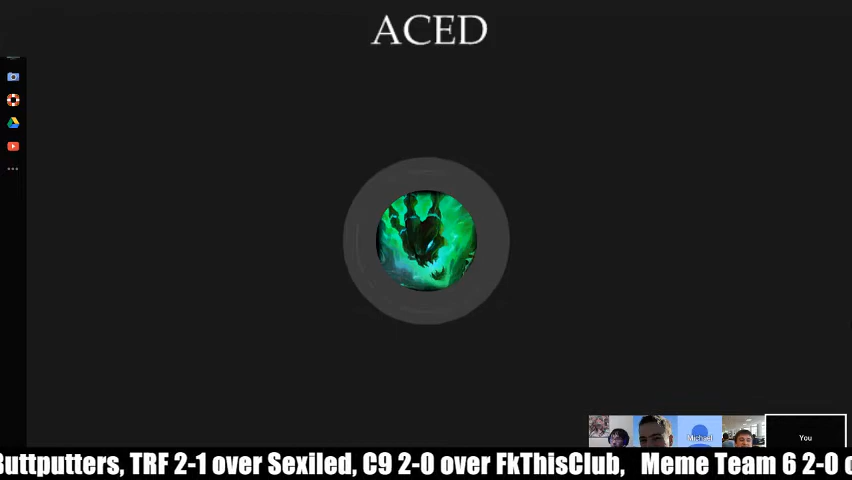 ACED
Michael
You
Buttputters, TRF 2-1 over Sexiled, C9 2-0 over FkThisClub, Meme Team 6 2-0